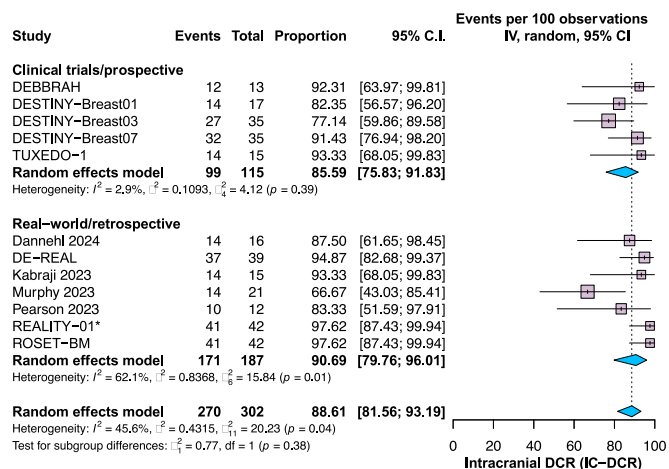 Events per 100 observations
Study Events Total Proportion 95% C.I. IV, random, 95% CI
Clinical trials/prospective
DEBBRAH 12 13 92.31 [63.97; 99.81]
DESTINY−Breast01 14 17 82.35 [56.57; 96.20]
DESTINY−Breast03 27 35 77.14 [59.86; 89.58]
DESTINY−Breast07 32 35 91.43 [76.94; 98.20]
TUXEDO−1 14 15 93.33 [68.05; 99.83]
Random effects model 99 115 85.59 [75.83; 91.83]
Heterogeneity: I² = 2.9%, □² = 0.1093, □²₄ = 4.12 (p = 0.39)
Real−world/retrospective
Dannehl 2024 14 16 87.50 [61.65; 98.45]
DE−REAL 37 39 94.87 [82.68; 99.37]
Kabraji 2023 14 15 93.33 [68.05; 99.83]
Murphy 2023 14 21 66.67 [43.03; 85.41]
Pearson 2023 10 12 83.33 [51.59; 97.91]
REALITY−01* 41 42 97.62 [87.43; 99.94]
ROSET−BM 41 42 97.62 [87.43; 99.94]
Random effects model 171 187 90.69 [79.76; 96.01]
Heterogeneity: I² = 62.1%, □² = 0.8368, □²₆ = 15.84 (p = 0.01)
Random effects model 270 302 88.61 [81.56; 93.19]
Heterogeneity: I² = 45.6%, □² = 0.4315, □²₁₁ = 20.23 (p = 0.04)
Test for subgroup differences: □²₁ = 0.77, df = 1 (p = 0.38)
0 20 40 60 80 100
Intracranial DCR (IC−DCR)